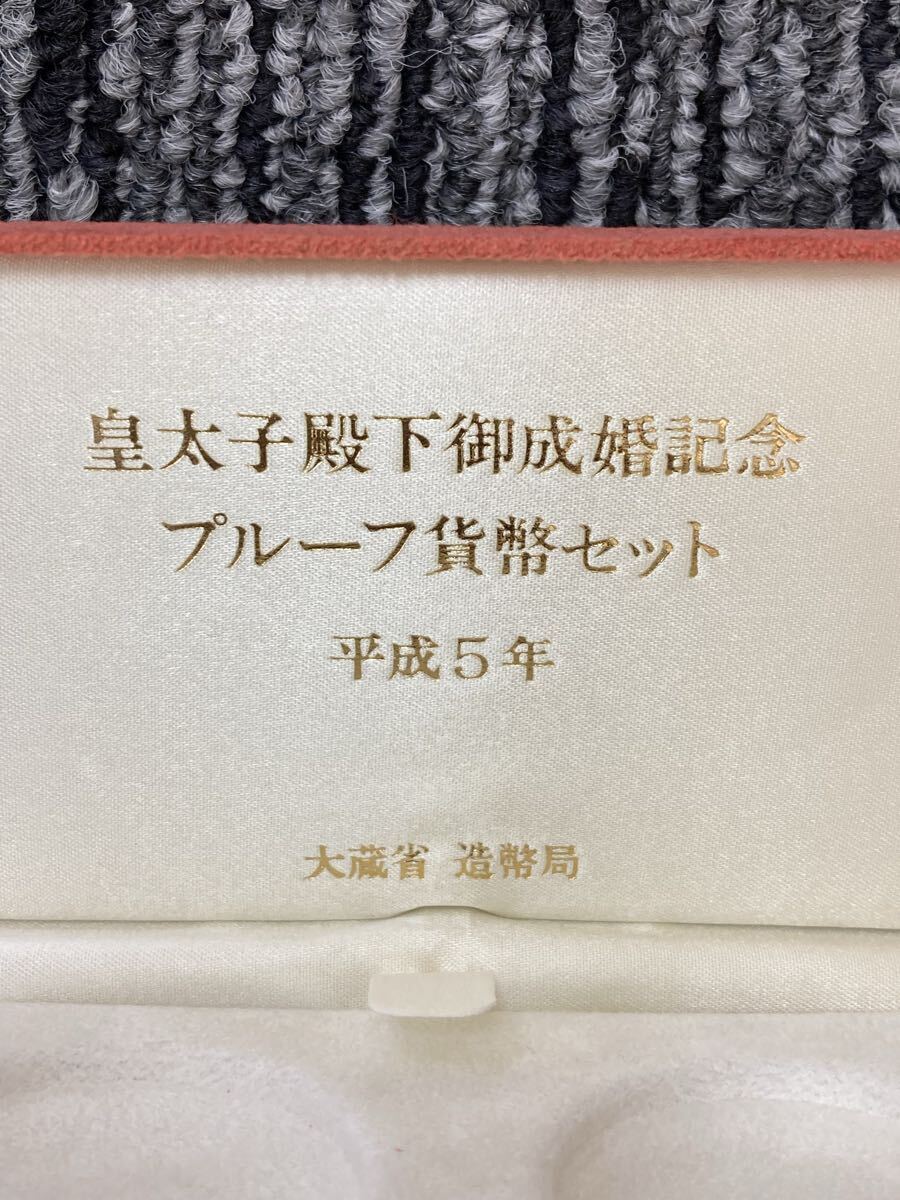 皇太子殿下御成婚記念
プルーフ貨幣セット
平成5年
大蔵省 造幣局